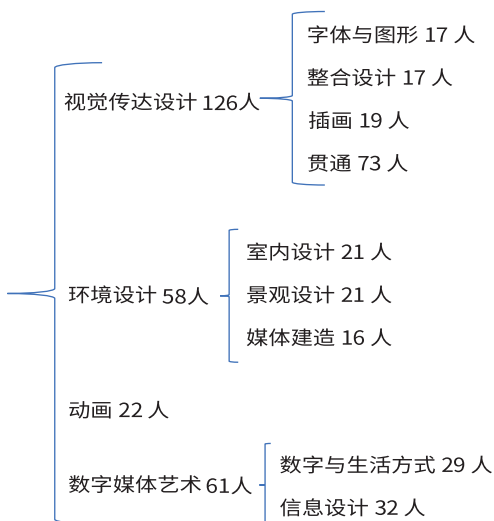 视觉传达设计 126人
字体与图形 17 人
整合设计 17 人
插画 19 人
贯通 73 人
环境设计 58人
室内设计 21 人
景观设计 21 人
媒体建造 16 人
动画 22 人
数字媒体艺术 61人
数字与生活方式 29 人
信息设计 32 人